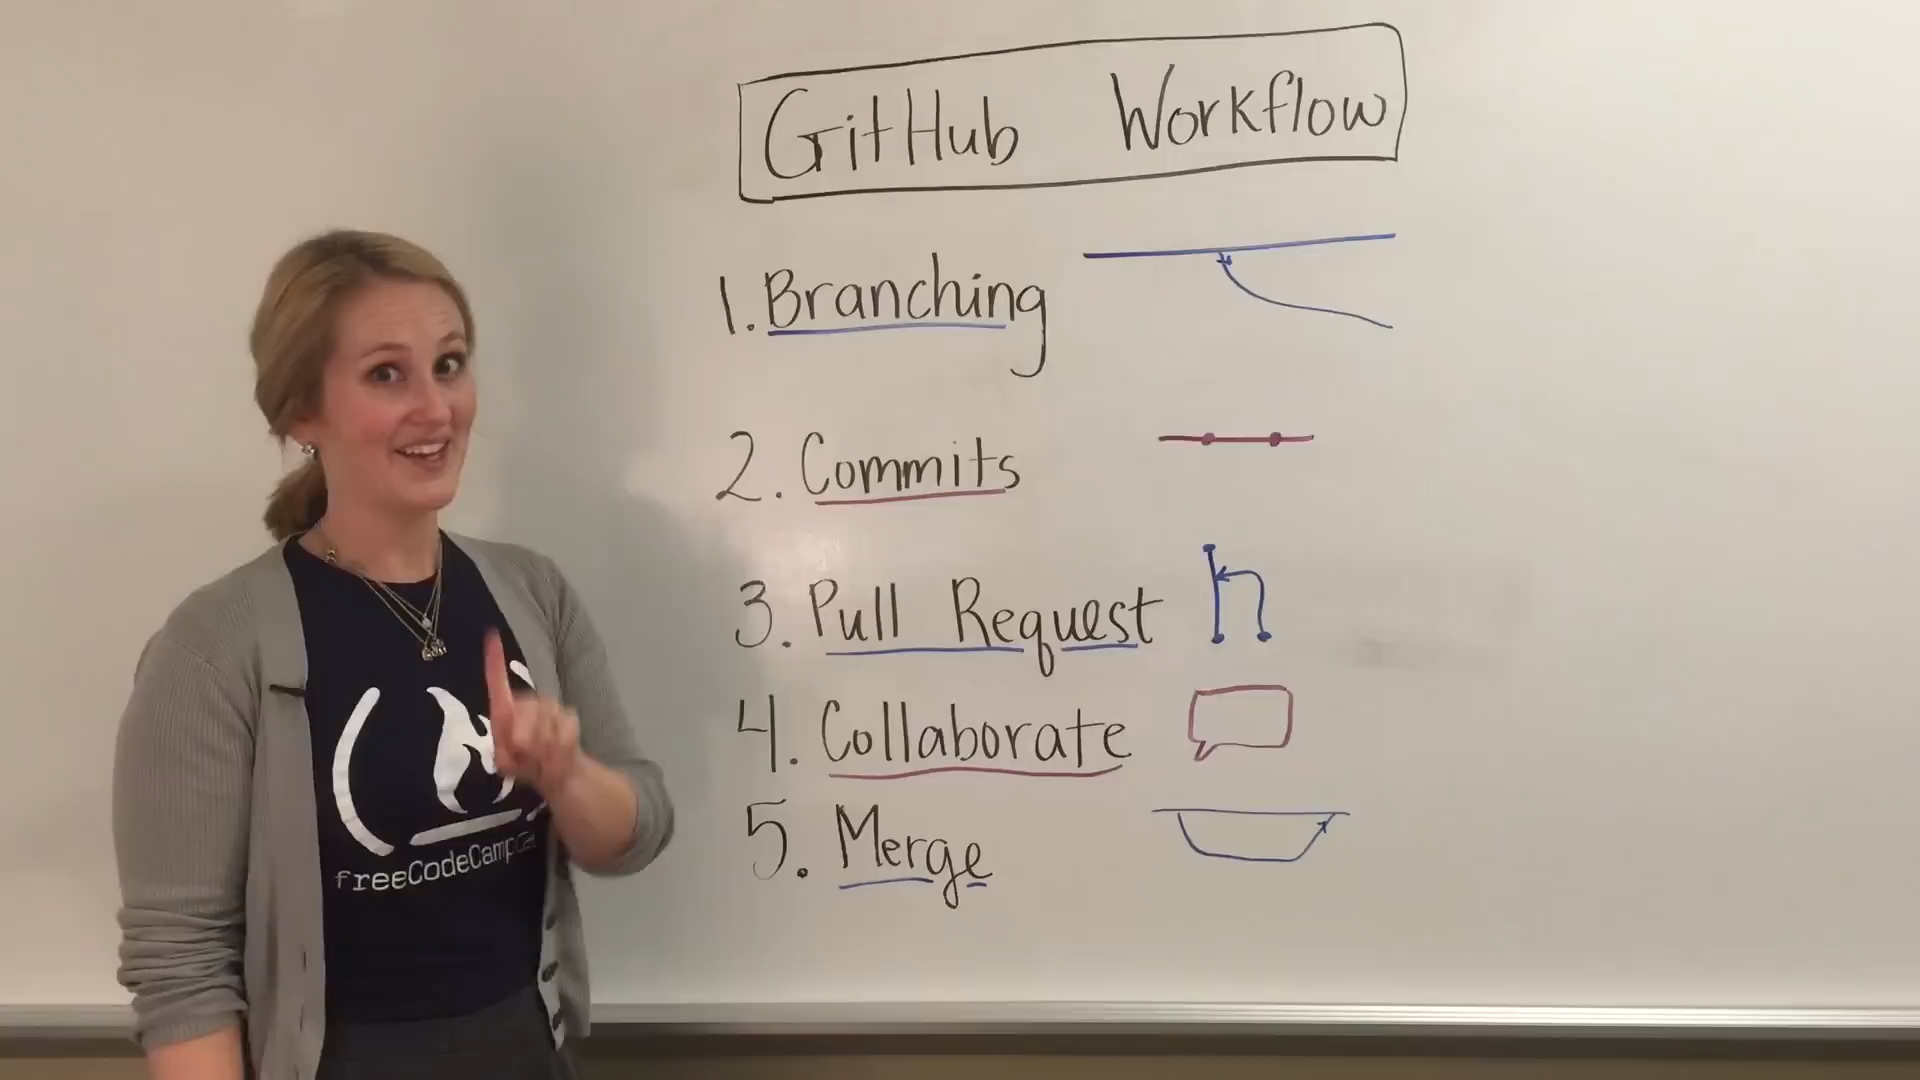 GitHub Workflow
1. Branching
2. Commits
3. Pull Request
4. Collaborate
5. Merge
freeCodeCamp